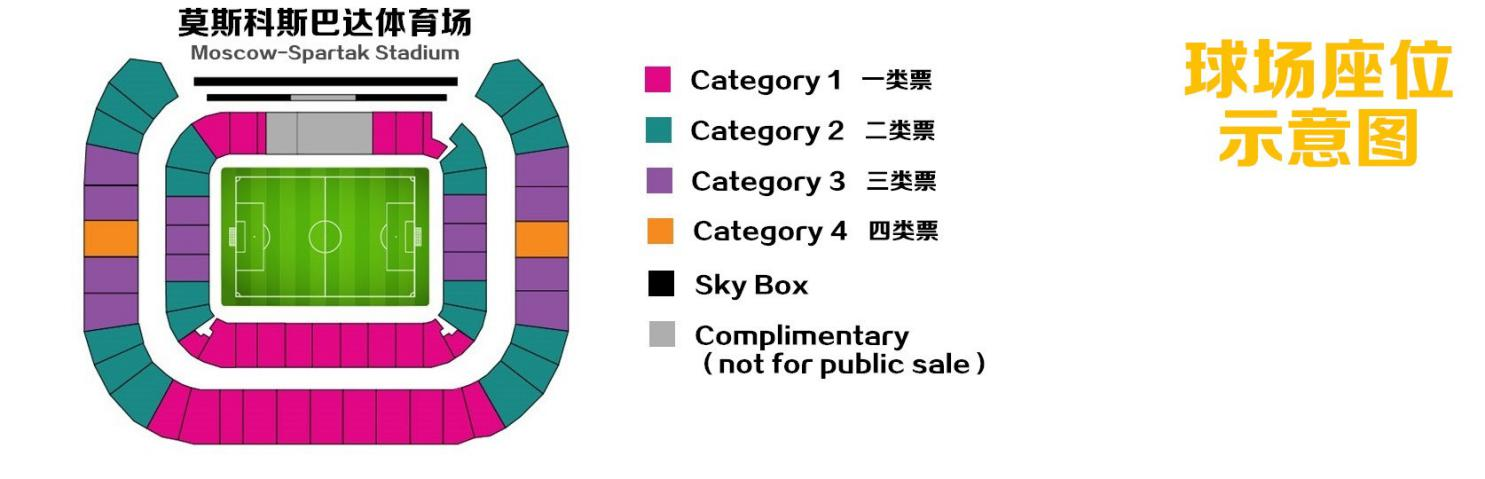 莫斯科斯巴达体育场
Moscow-Spartak Stadium
Category 1 一类票
Category 2 二类票
Category 3 三类票
Category 4 四类票
Sky Box
Complimentary
（not for public sale）
球场座位
示意图